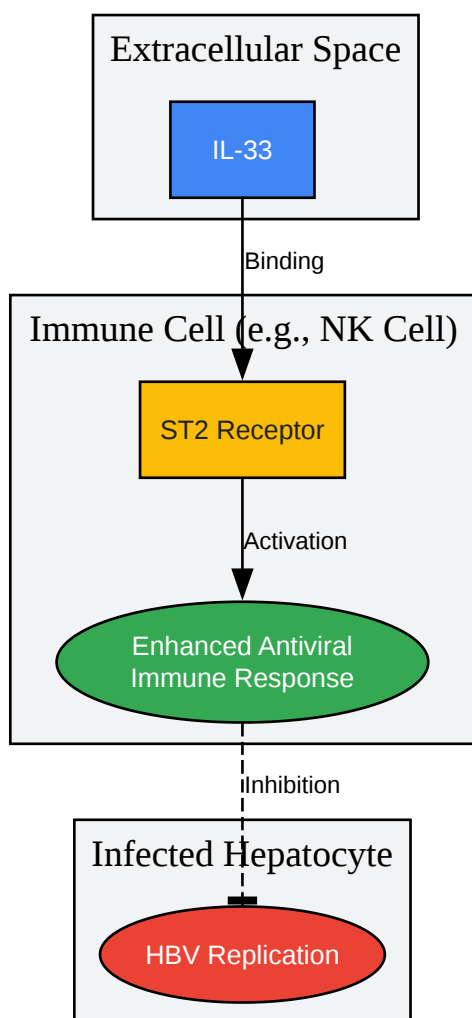 Extracellular Space
IL-33
Binding
Immune Cell (e.g., NK Cell)
ST2 Receptor
Activation
Enhanced Antiviral
Immune Response
Inhibition
Infected Hepatocyte
HBV Replication